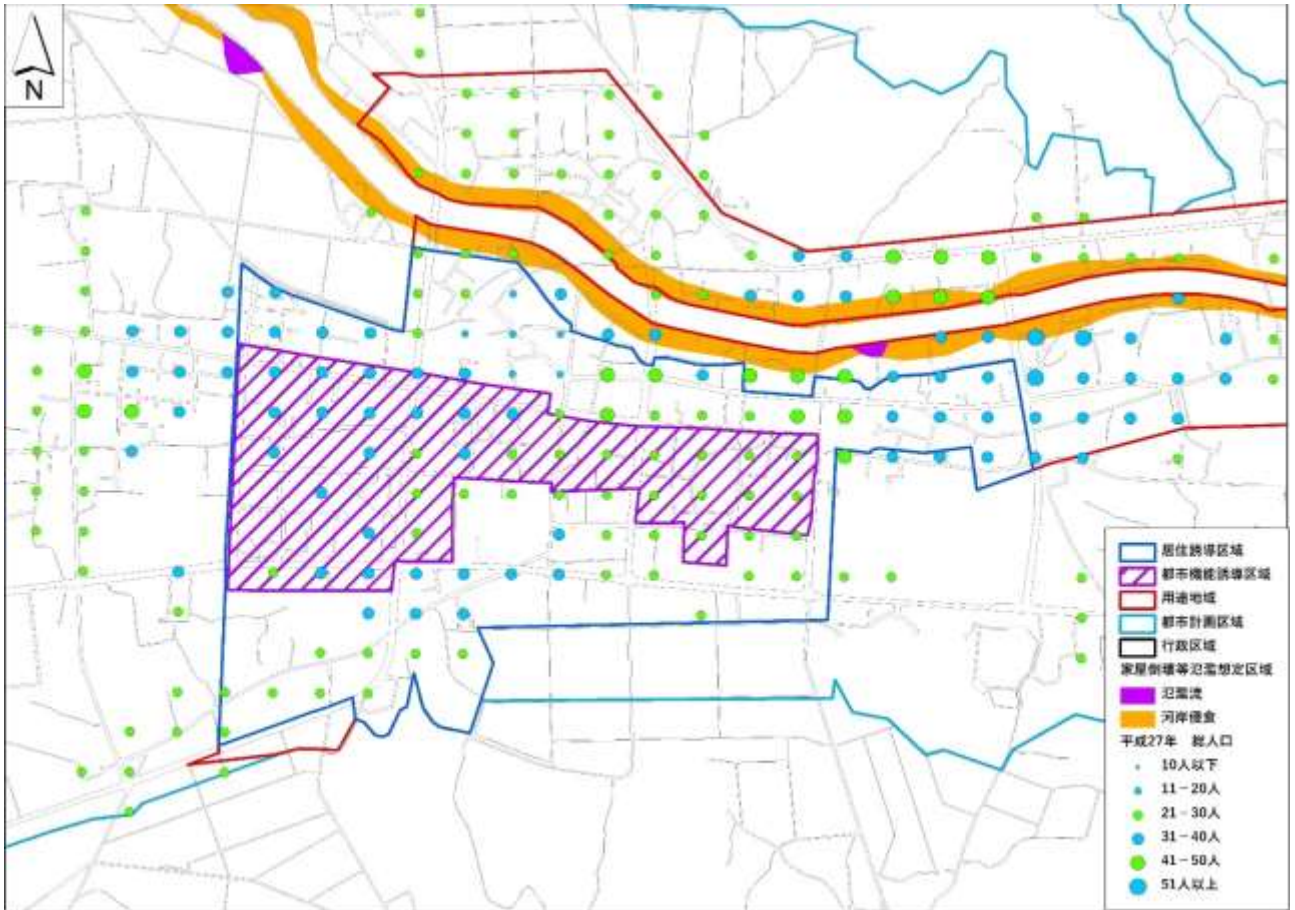 N
居住誘導区域
都市機能誘導区域
用途地域
都市計画区域
行政区域
家屋倒壊等氾濫想定区域
氾濫流
河岸侵食
平成27年 総人口
10人以下
11－20人
21－30人
31－40人
41－50人
51人以上